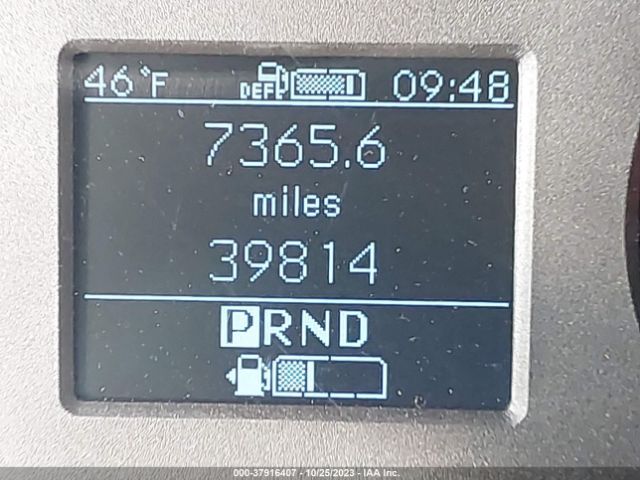 46°F DEF 09:48
7365.6
miles
39814
PRND
000-37916407 - 10/25/2023 - IAA Inc.